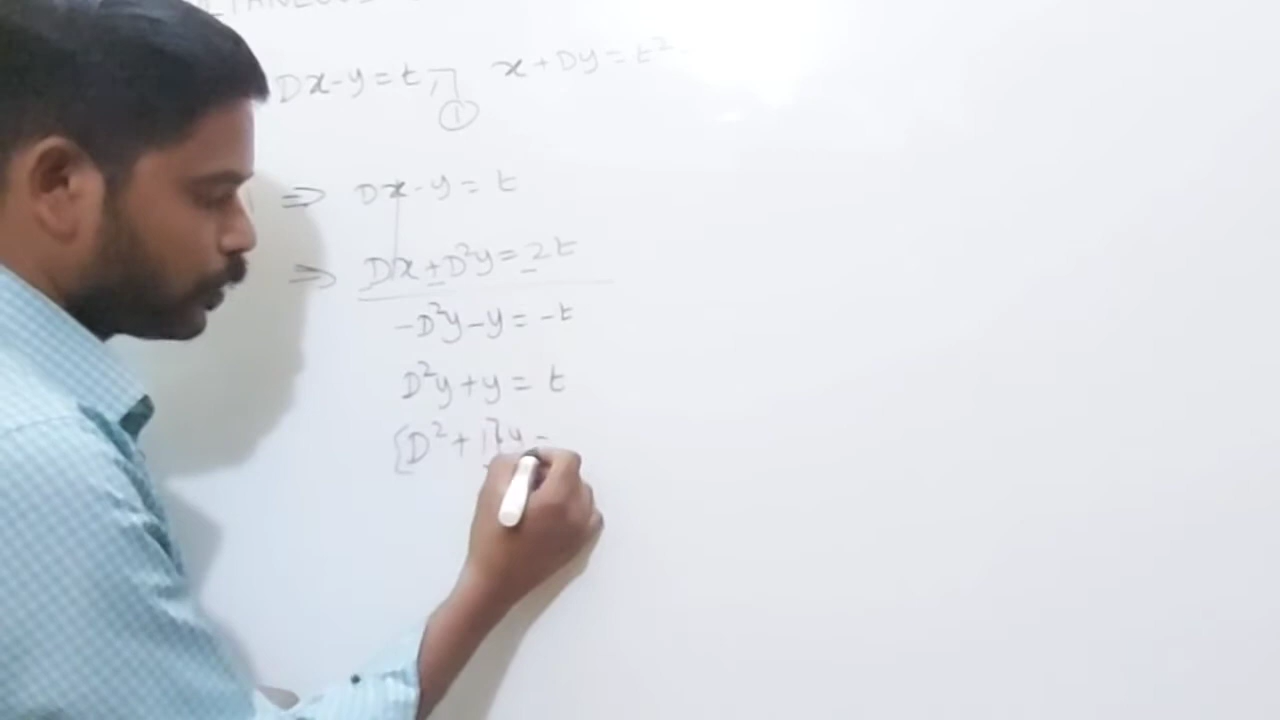 Dx-y=t, x+Dy=t²
①
⇒ Dx-y=t
⇒ Dx+D²y=2t
-D²y-y=-t
D²y+y=t
{D²+1}y=